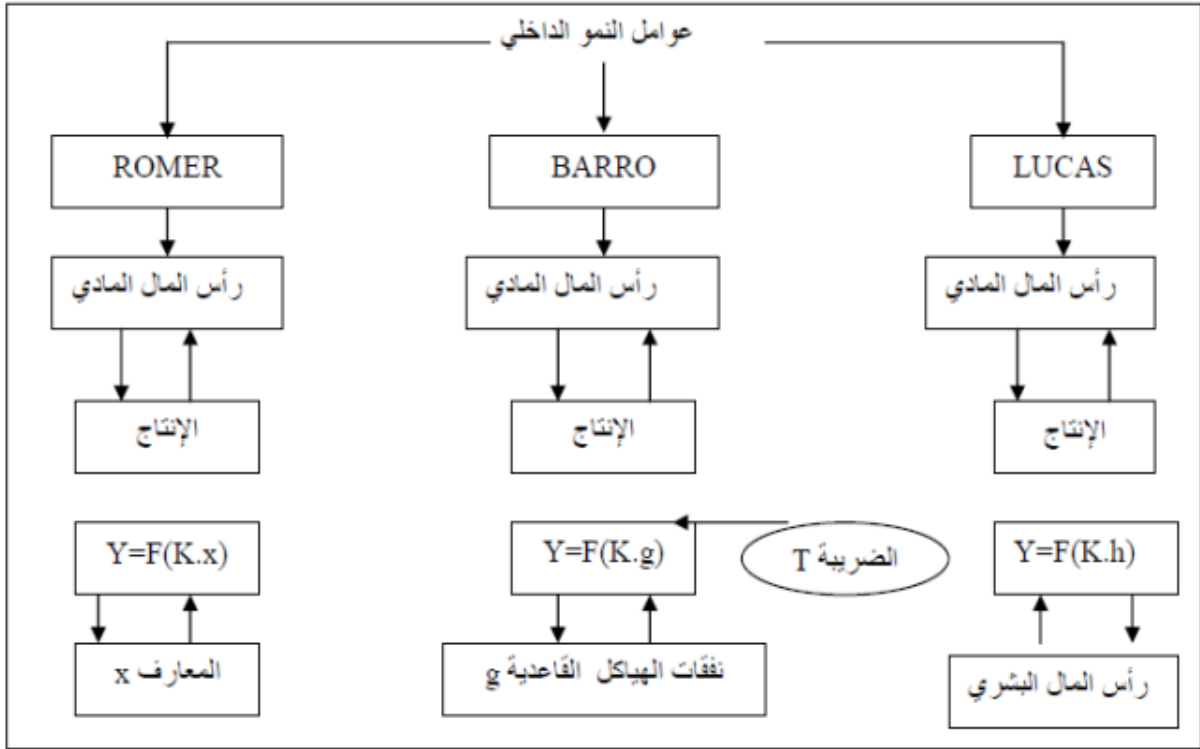 عوامل النمو الداخلي
ROMER
BARRO
LUCAS
رأس المال المادي
رأس المال المادي
رأس المال المادي
الإنتاج
الإنتاج
الإنتاج
Y=F(K.x)
Y=F(K.g)
الضريبة T
Y=F(K.h)
المعارف x
نفقات الهياكل القاعدية g
رأس المال البشري